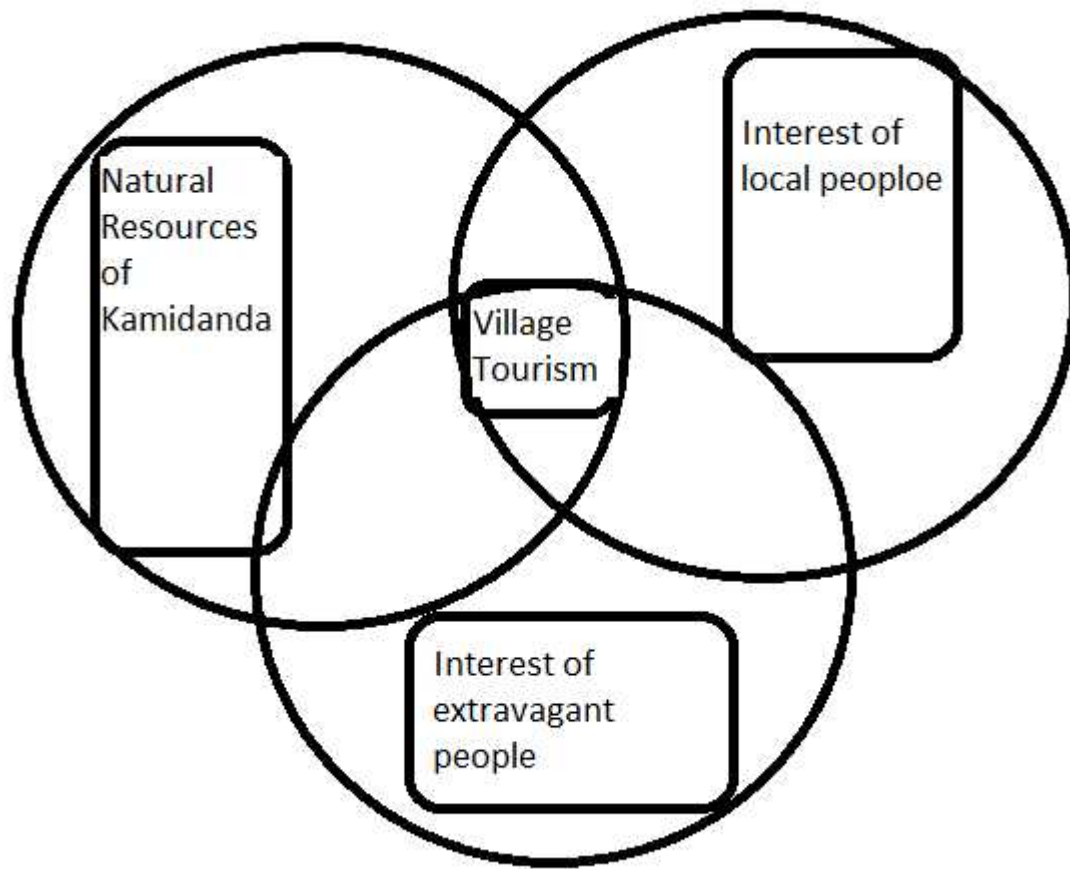 Natural
Resources
of
Kamidanda
Interest of
local peoploe
Village
Tourism
Interest of
extravagant
people